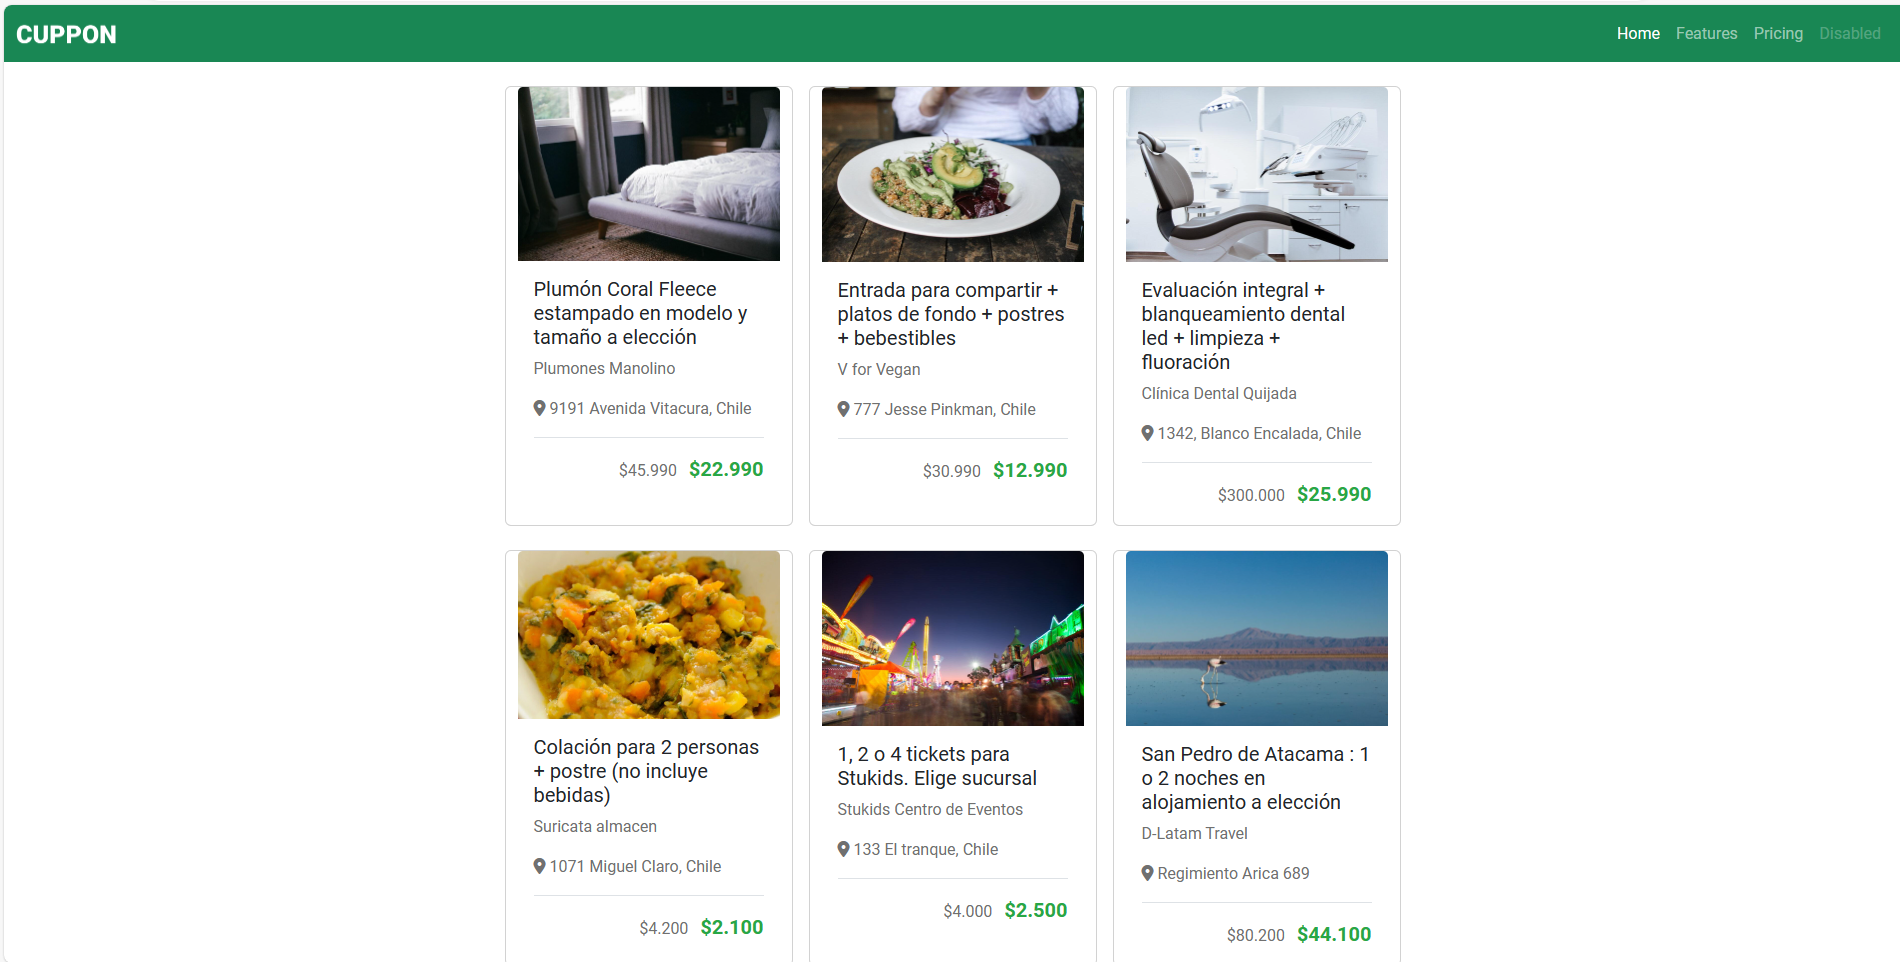 CUPPON
Home Features Pricing Disabled
Plumón Coral Fleece
estampado en modelo y
tamaño a elección
Plumones Manolino
9191 Avenida Vitacura, Chile
$45.990 $22.990
Entrada para compartir +
platos de fondo + postres
+ bebestibles
V for Vegan
777 Jesse Pinkman, Chile
$30.990 $12.990
Evaluación integral +
blanqueamiento dental
led + limpieza +
fluoración
Clínica Dental Quijada
1342, Blanco Encalada, Chile
$300.000 $25.990
Colación para 2 personas
+ postre (no incluye
bebidas)
Suricata almacen
1071 Miguel Claro, Chile
$4.200 $2.100
1, 2 o 4 tickets para
Stukids. Elige sucursal
Stukids Centro de Eventos
133 El tranque, Chile
$4.000 $2.500
San Pedro de Atacama : 1
o 2 noches en
alojamiento a elección
D-Latam Travel
Regimiento Arica 689
$80.200 $44.100